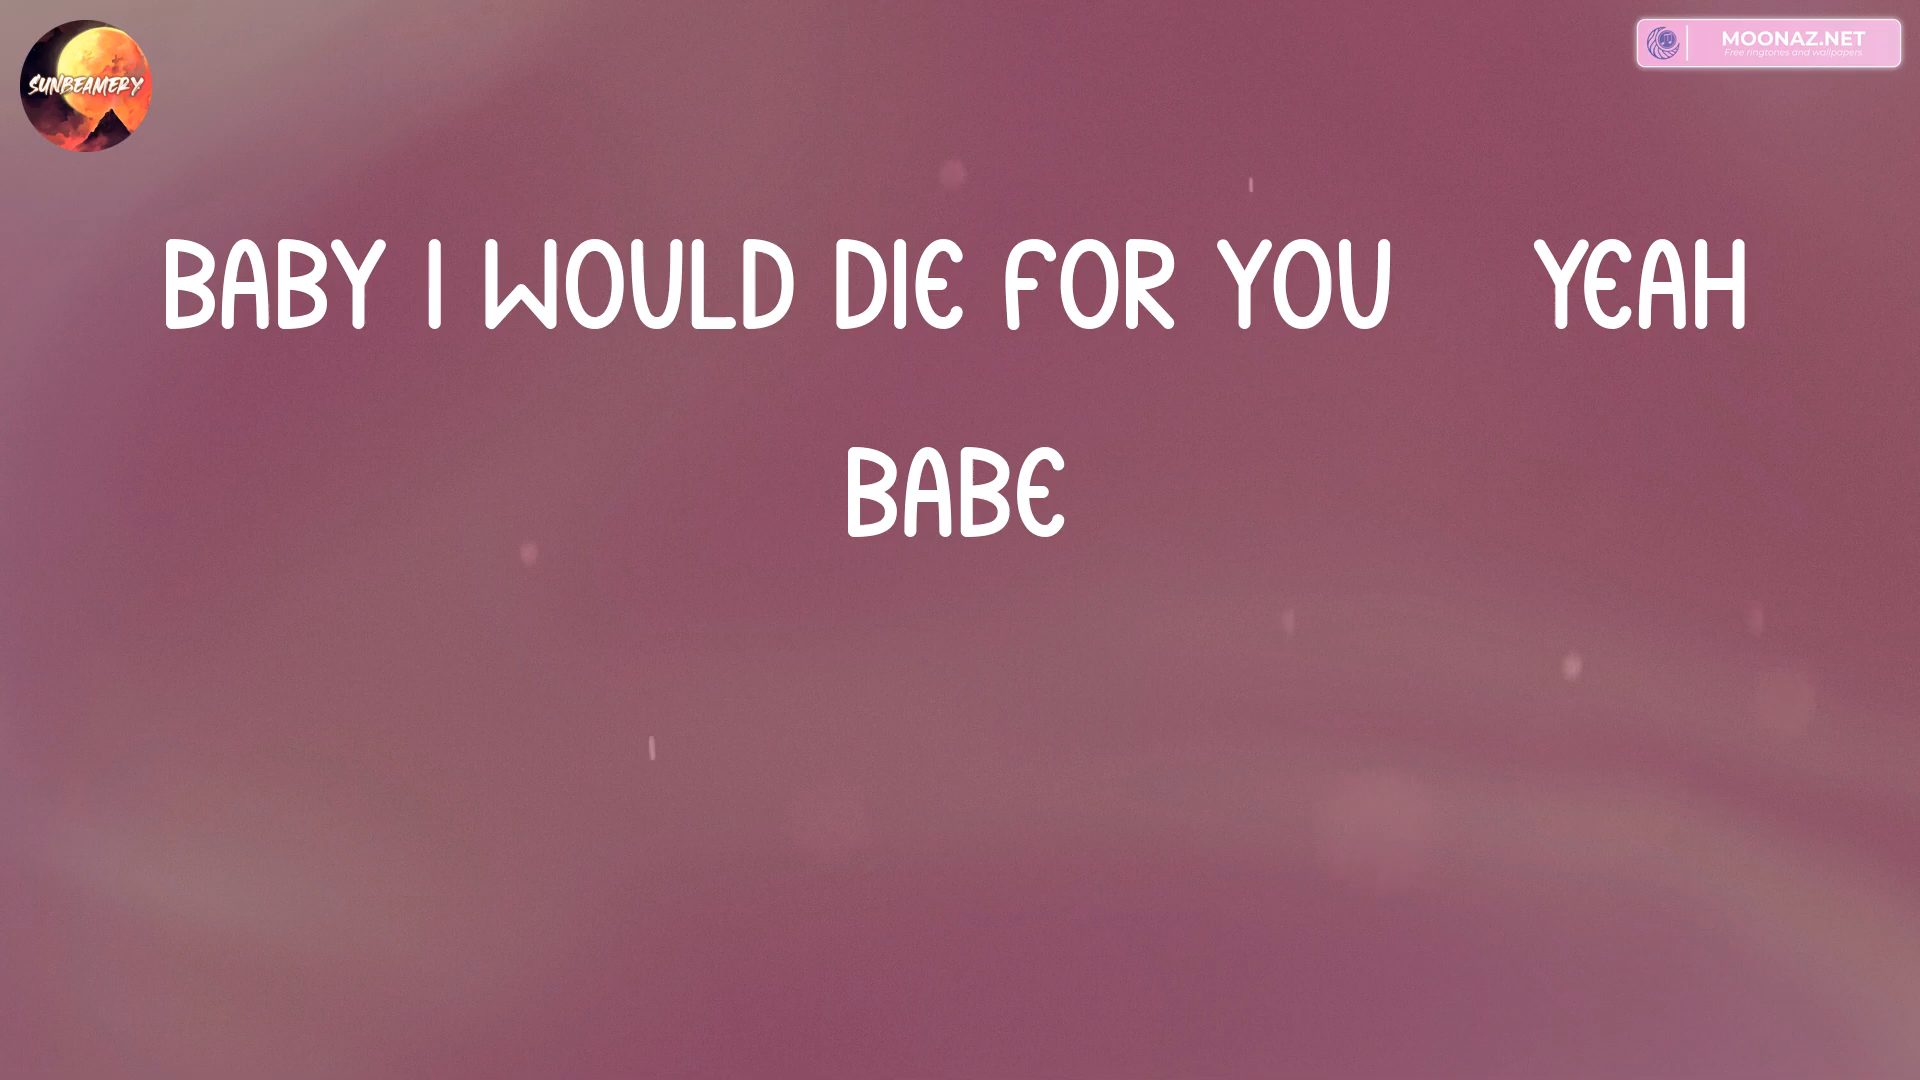 SUNBEAMERY
MOONAZ.NET
Free ringtones and wallpapers
BABY I WOULD DIE FOR YOU YEAH
BABE